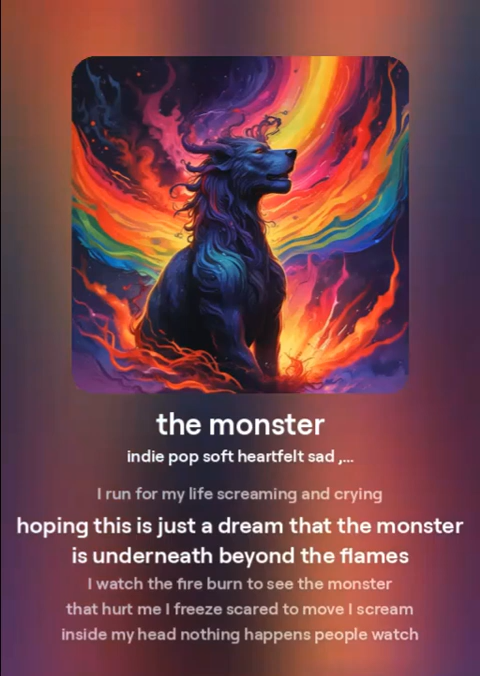 the monster
indie pop soft heartfelt sad ,...
I run for my life screaming and crying
hoping this is just a dream that the monster
is underneath beyond the flames
I watch the fire burn to see the monster
that hurt me I freeze scared to move I scream
inside my head nothing happens people watch